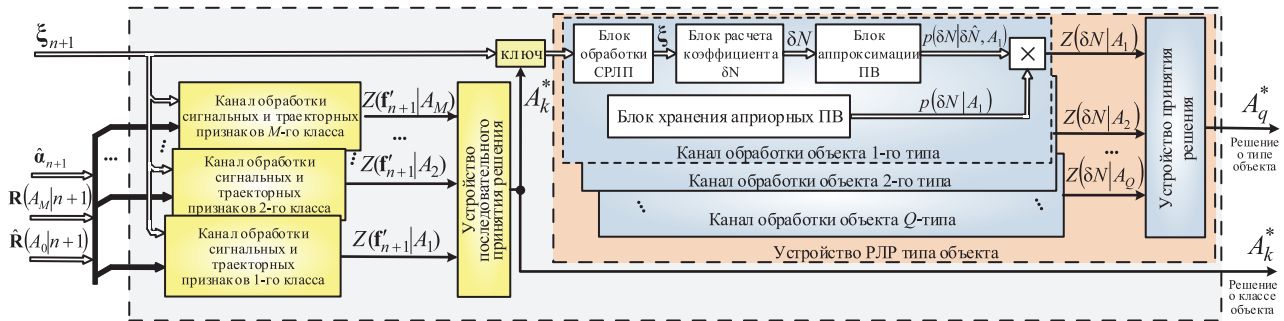 ξₙ₊₁
α̂ₙ₊₁
R(A_M|n+1)
R̂(A₀|n+1)
...
Канал обработки
сигнальных и траекторных
признаков M-го класса
Канал обработки
сигнальных и
траекторных
признаков 2-го класса
Канал обработки
сигнальных и
траекторных
признаков 1-го класса
Z(f′ₙ₊₁|A_M)
...
Z(f′ₙ₊₁|A₂)
Z(f′ₙ₊₁|A₁)
Устройство
последовательного
принятия решения
ключ
A*ₖ
Блок
обработки
СРЛП
ξ
Блок расчета
коэффициента
δN
δN
Блок
аппроксимации
ПВ
p(δN|δN̂, A₁)
×
Блок хранения априорных ПВ
p(δN|A₁)
Канал обработки объекта 1-го типа
Канал обработки объекта 2-го типа
Канал обработки объекта Q-типа
Устройство РЛР типа объекта
Z(δN|A₁)
Z(δN|A₂)
...
Z(δN|A_Q)
Устройство принятия
решения
A*_q
Решение
о типе
объекта
A*ₖ
Решение
о классе
объекта